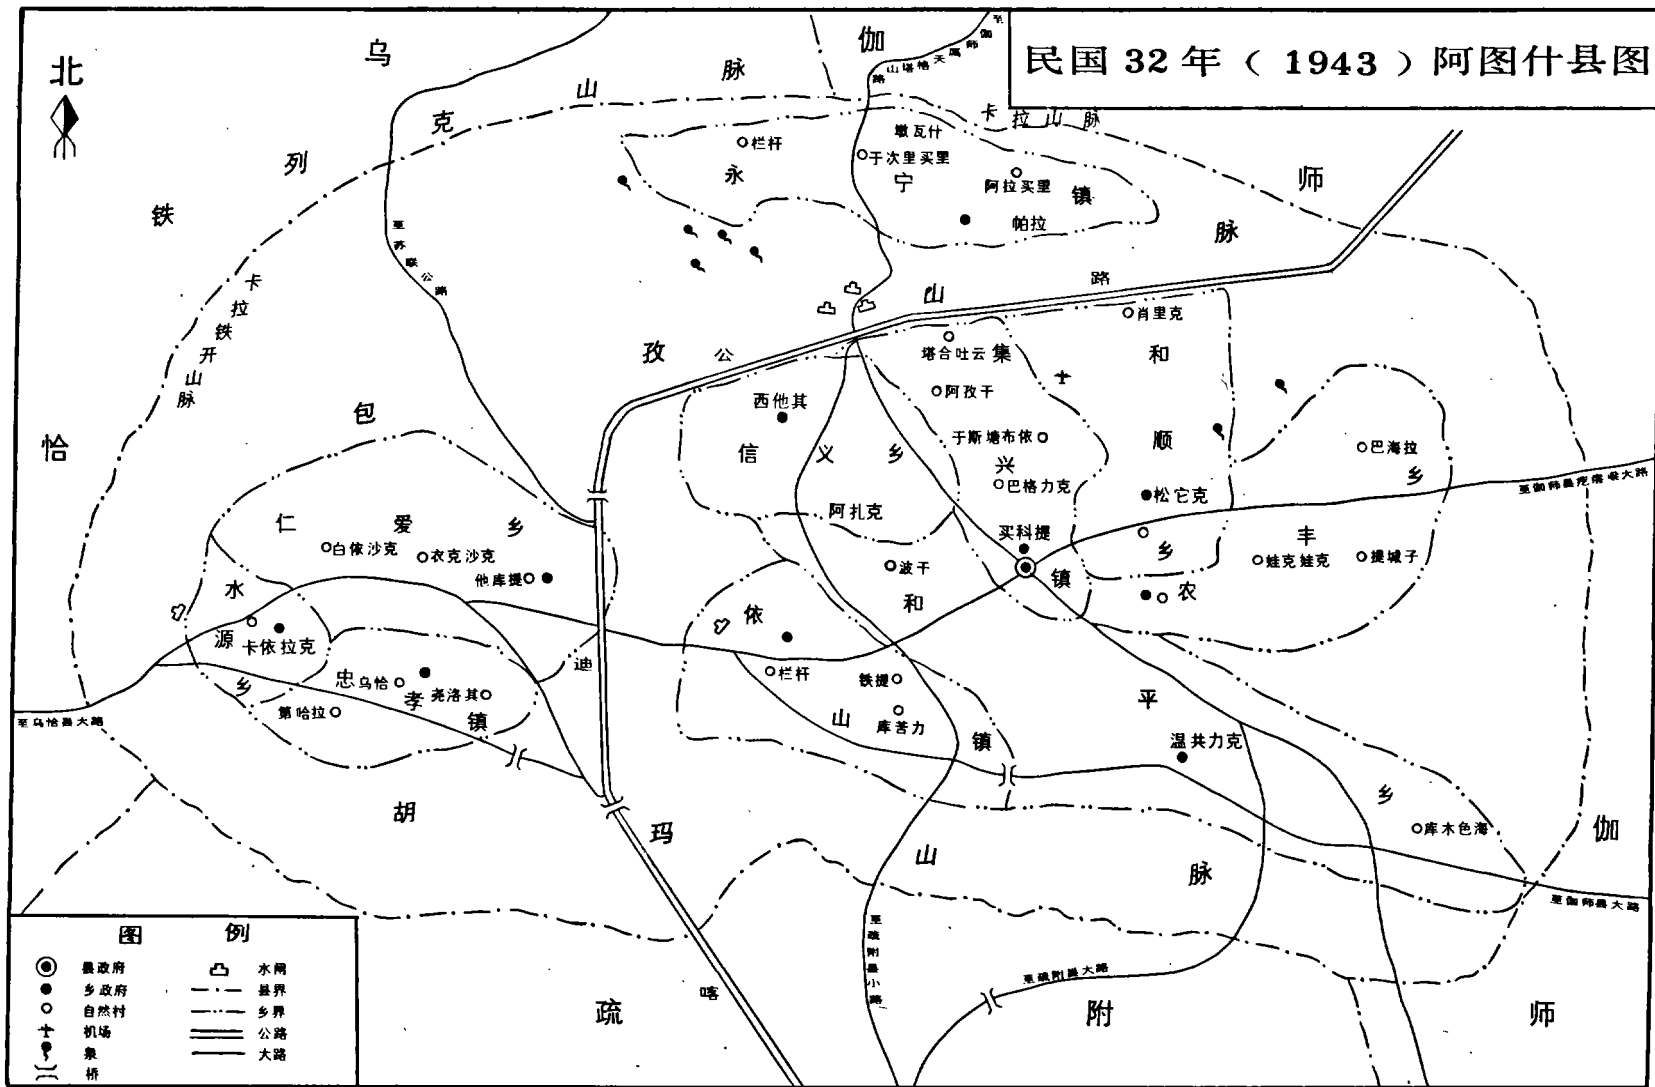 民国32年（1943）阿图什县图
北
乌
伽
师
恰
疏
附
伽
师
铁列克山脉
卡拉山脉
卡拉铁开山脉
孜
包
山
脉
胡
玛
山
脉
喀
迪
公
路
至苏联公路
至伽师属天格塔山路
永宁镇
栏杆
墩瓦什
于次里买里
阿拉买里
帕拉
集兴镇
塔合吐云
阿孜干
于斯塘布依
巴格力克
买科提
和顺乡
肖里克
松它克
信义乡
西他其
阿扎克
丰农乡
巴海拉
娃克娃克
提城子
仁爱乡
白依沙克
衣克沙克
他库提
水源乡
卡依拉克
忠孝镇
乌恰
尧洛其
第哈拉
依山镇
栏杆
铁提
库苦力
和平乡
波干
温共力克
库木色海
至乌恰县大路
至伽师县大路
至疏附县小路
至疏附县大路
图例
县政府
乡政府
自然村
机场
泉
桥
水闸
县界
乡界
公路
大路